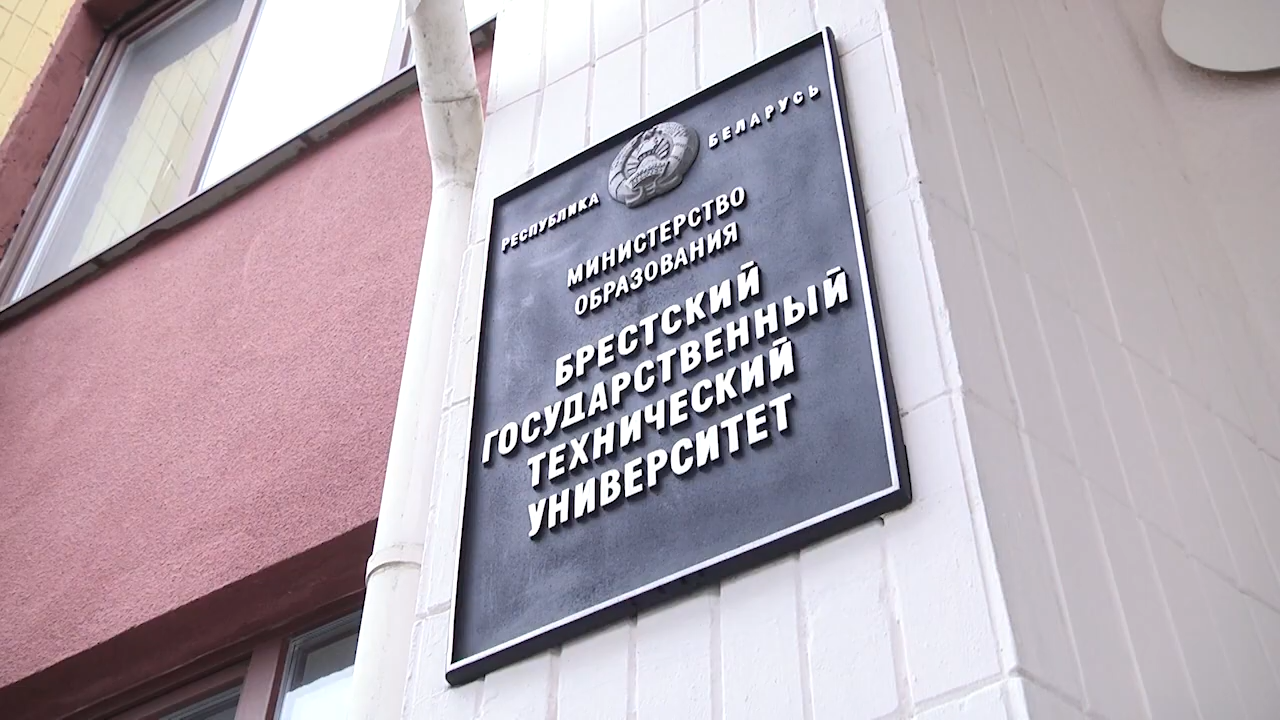 РЕСПУБЛИКА БЕЛАРУСЬ
МИНИСТЕРСТВО
ОБРАЗОВАНИЯ
БРЕСТСКИЙ
ГОСУДАРСТВЕННЫЙ
ТЕХНИЧЕСКИЙ
УНИВЕРСИТЕТ